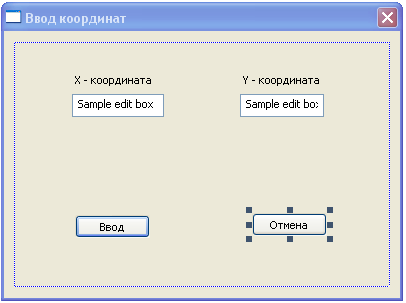 Ввод координат
X - координата
Y - координата
Sample edit box
Sample edit bo
Ввод
Отмена